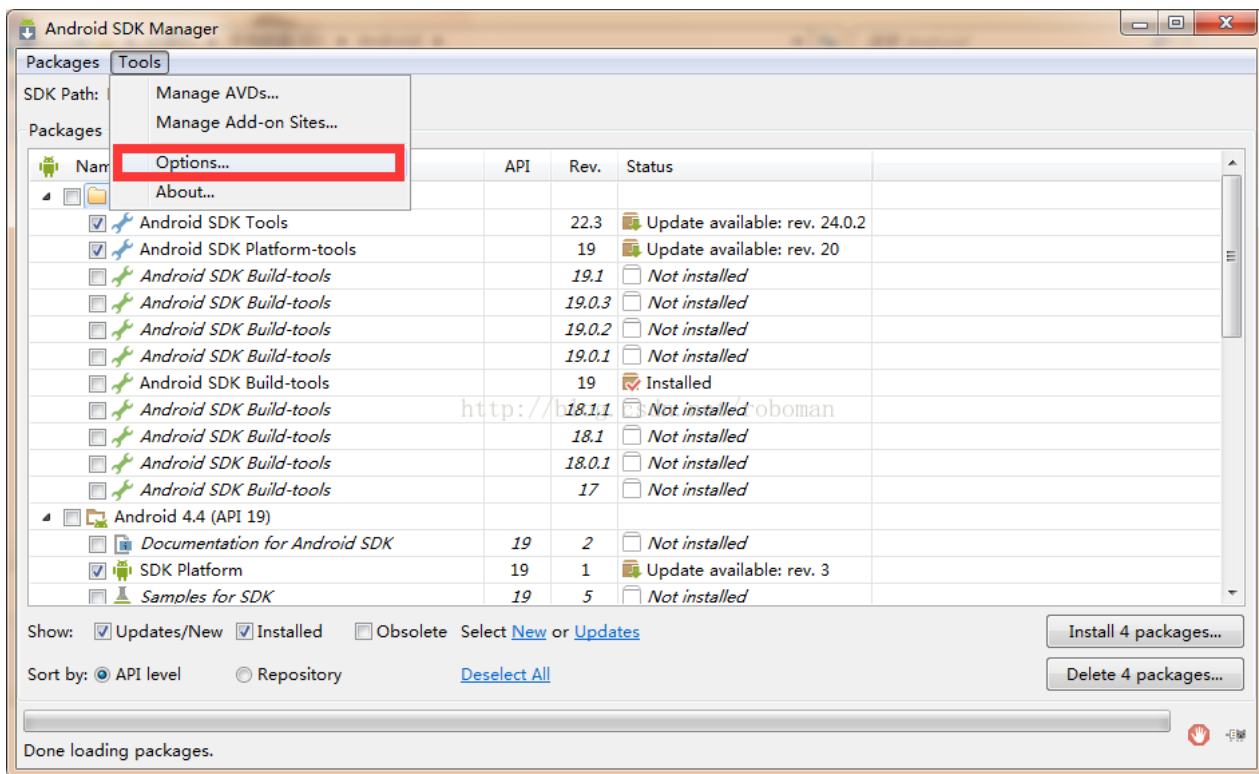 Android SDK Manager
Packages Tools
SDK Path:
Manage AVDs...
Manage Add-on Sites...
Packages
Options...
About...
Nam API Rev. Status
Android SDK Tools 22.3 Update available: rev. 24.0.2
Android SDK Platform-tools 19 Update available: rev. 20
Android SDK Build-tools 19.1 Not installed
Android SDK Build-tools 19.0.3 Not installed
Android SDK Build-tools 19.0.2 Not installed
Android SDK Build-tools 19.0.1 Not installed
Android SDK Build-tools 19 Installed
Android SDK Build-tools 18.1.1 Not installed
http://blog.csdn.net/roboman
Android SDK Build-tools 18.1 Not installed
Android SDK Build-tools 18.0.1 Not installed
Android SDK Build-tools 17 Not installed
Android 4.4 (API 19)
Documentation for Android SDK 19 2 Not installed
SDK Platform 19 1 Update available: rev. 3
Samples for SDK 19 5 Not installed
Show: Updates/New Installed Obsolete Select New or Updates Install 4 packages...
Sort by: API level Repository Deselect All Delete 4 packages...
Done loading packages.